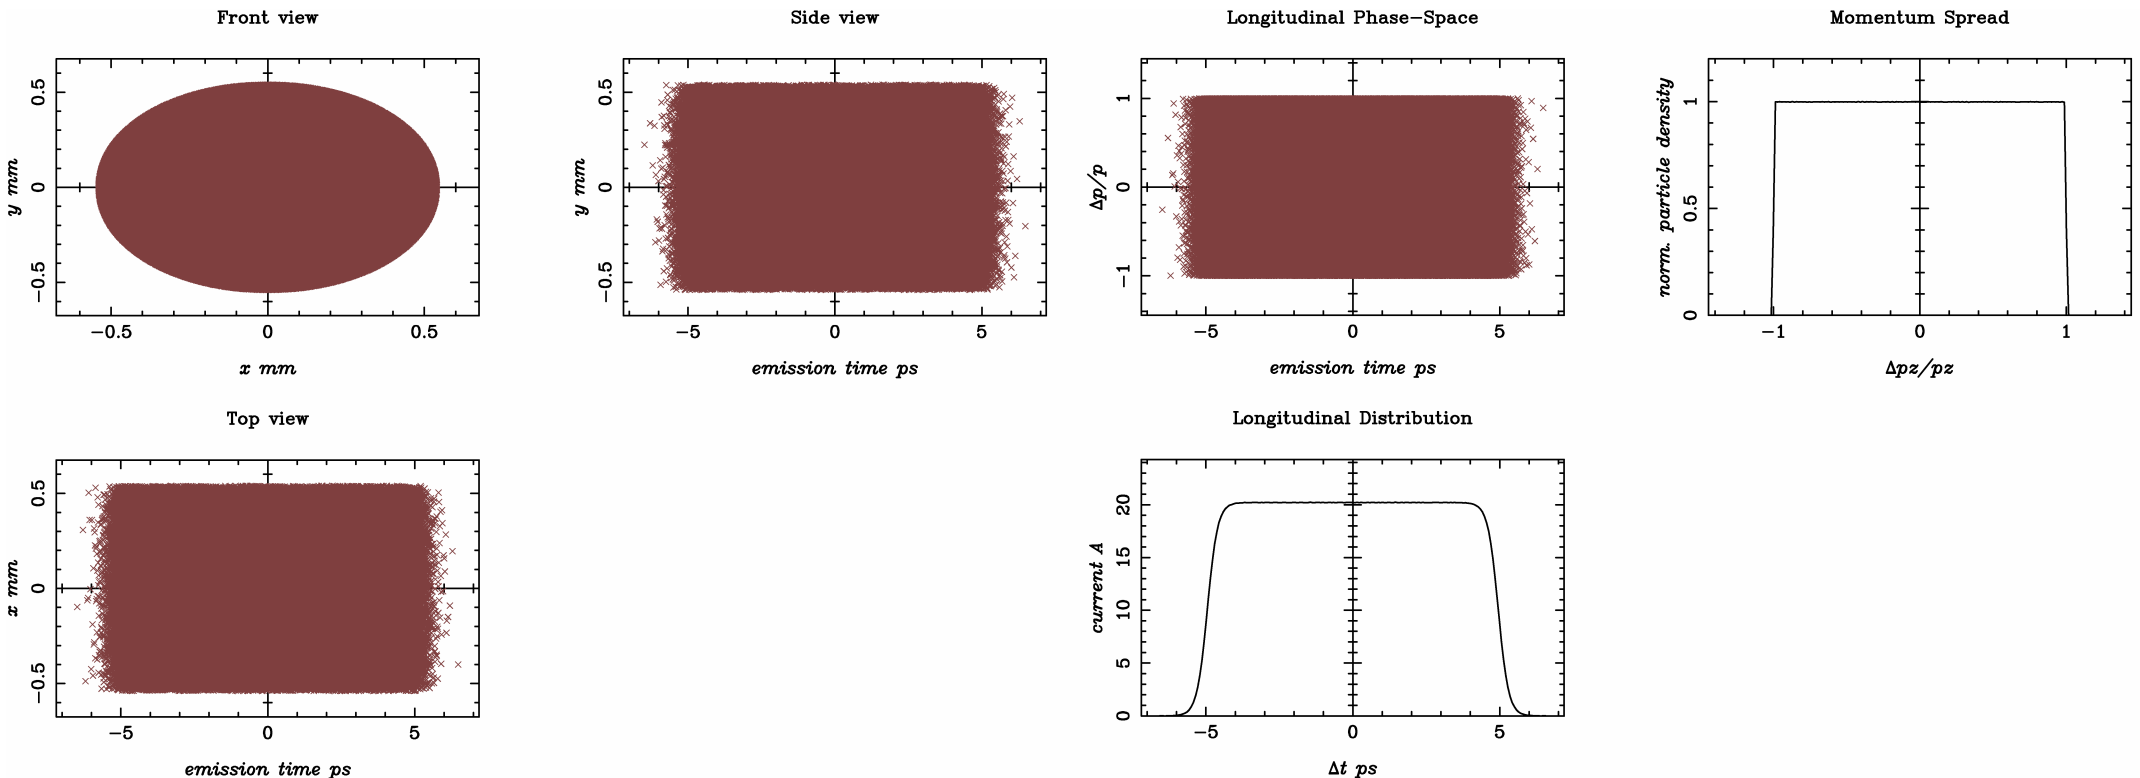 Front view
0.5
0
−0.5
y mm
−0.5
0
0.5
x mm
Side view
0.5
0
−0.5
y mm
−5
0
5
emission time ps
Longitudinal Phase−Space
1
0
−1
Δp/p
−5
0
5
emission time ps
Momentum Spread
1
0.5
0
norm. particle density
−1
0
1
Δpz/pz
Top view
0.5
0
−0.5
x mm
−5
0
5
emission time ps
Longitudinal Distribution
20
15
10
5
0
current A
−5
0
5
Δt ps